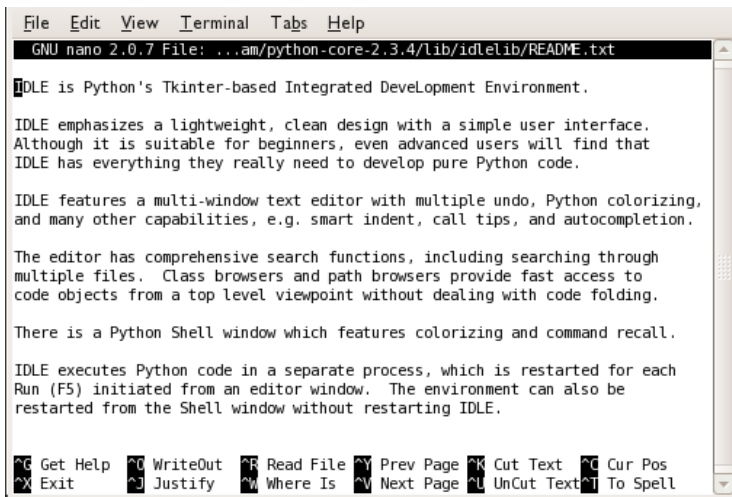 File Edit View Terminal Tabs Help
GNU nano 2.0.7 File: ...am/python-core-2.3.4/lib/idlelib/README.txt
IDLE is Python's Tkinter-based Integrated DeveLopment Environment.
IDLE emphasizes a lightweight, clean design with a simple user interface.
Although it is suitable for beginners, even advanced users will find that
IDLE has everything they really need to develop pure Python code.
IDLE features a multi-window text editor with multiple undo, Python colorizing,
and many other capabilities, e.g. smart indent, call tips, and autocompletion.
The editor has comprehensive search functions, including searching through
multiple files.  Class browsers and path browsers provide fast access to
code objects from a top level viewpoint without dealing with code folding.
There is a Python Shell window which features colorizing and command recall.
IDLE executes Python code in a separate process, which is restarted for each
Run (F5) initiated from an editor window.  The environment can also be
restarted from the Shell window without restarting IDLE.
^G Get Help ^O WriteOut ^R Read File ^Y Prev Page ^K Cut Text ^C Cur Pos
^X Exit ^J Justify ^W Where Is ^V Next Page ^U UnCut Text ^T To Spell